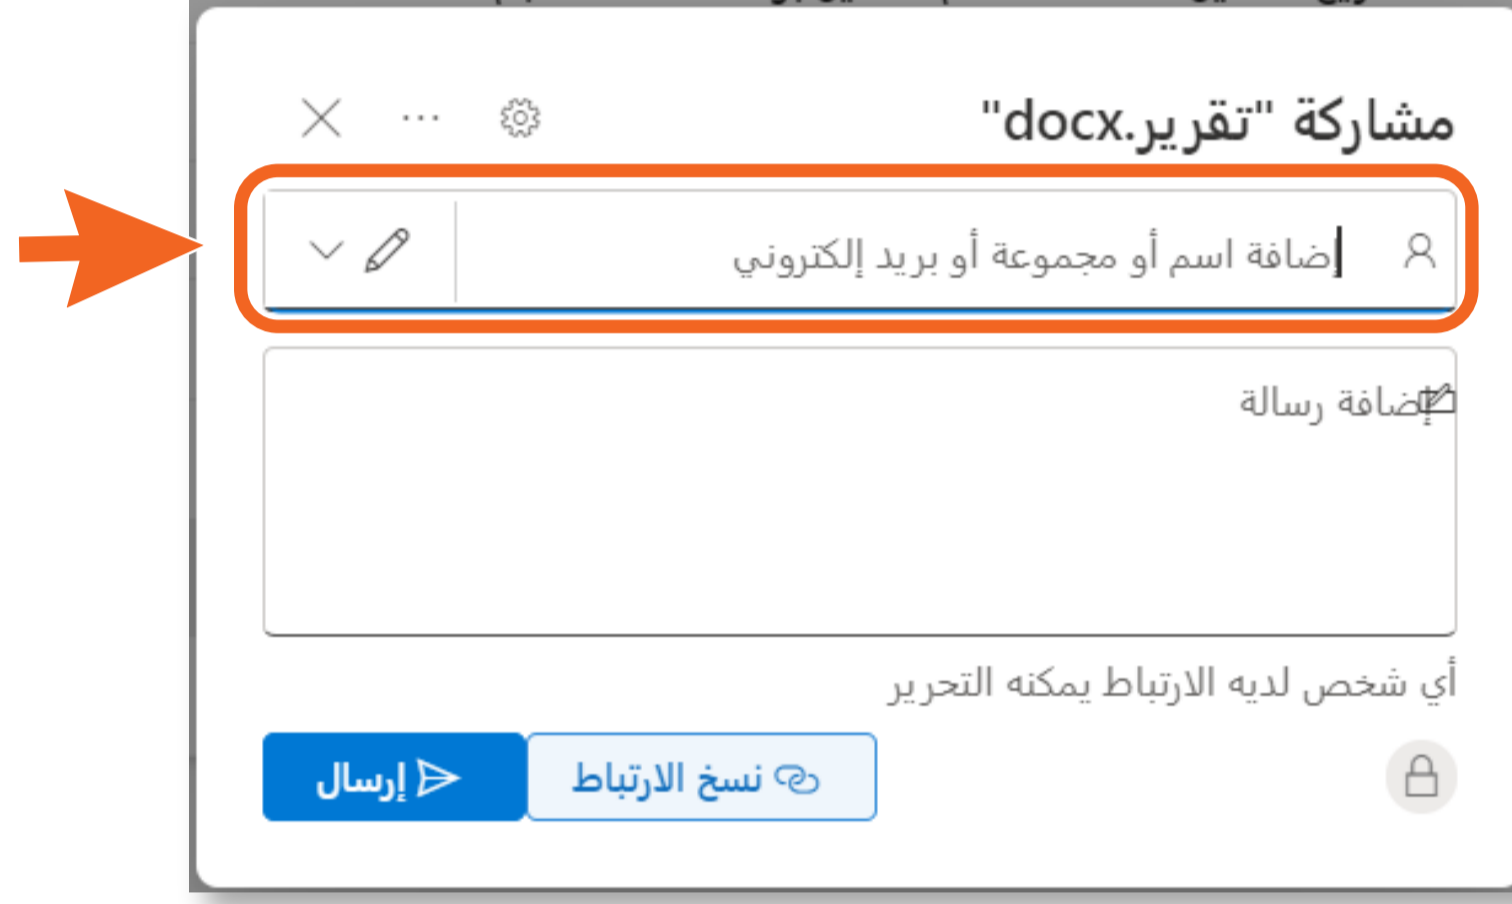 مشاركة "تقرير.docx"
إضافة اسم أو مجموعة أو بريد إلكتروني
إضافة رسالة
أي شخص لديه الارتباط يمكنه التحرير
نسخ الارتباط
إرسال